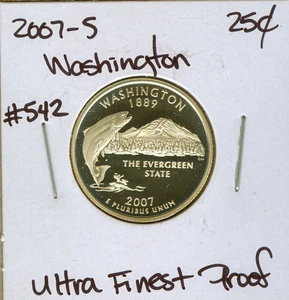 2007-S 25¢
Washington
#542
WASHINGTON
1889
THE EVERGREEN
STATE
2007
E PLURIBUS UNUM
Ultra Finest Proof